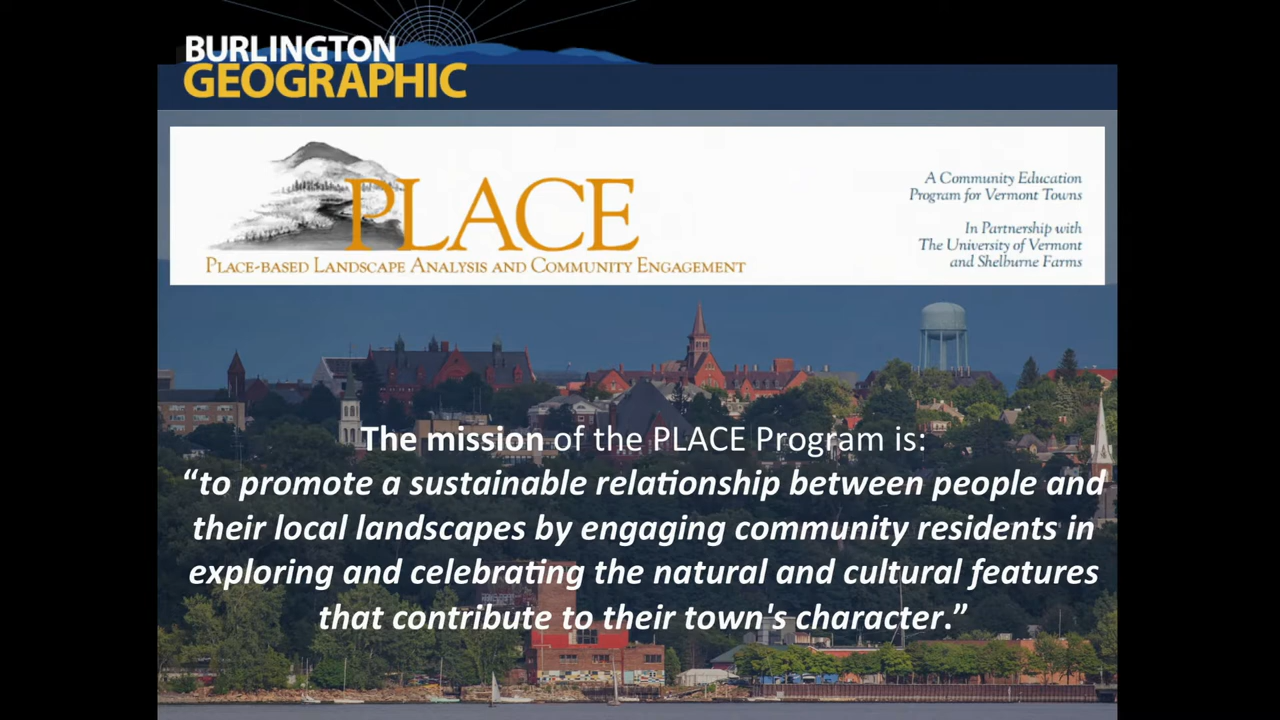 BURLINGTON
GEOGRAPHIC
PLACE
PLACE-BASED LANDSCAPE ANALYSIS AND COMMUNITY ENGAGEMENT
A Community Education
Program for Vermont Towns
In Partnership with
The University of Vermont
and Shelburne Farms
The mission of the PLACE Program is:
“to promote a sustainable relationship between people and
their local landscapes by engaging community residents in
exploring and celebrating the natural and cultural features
that contribute to their town's character.”